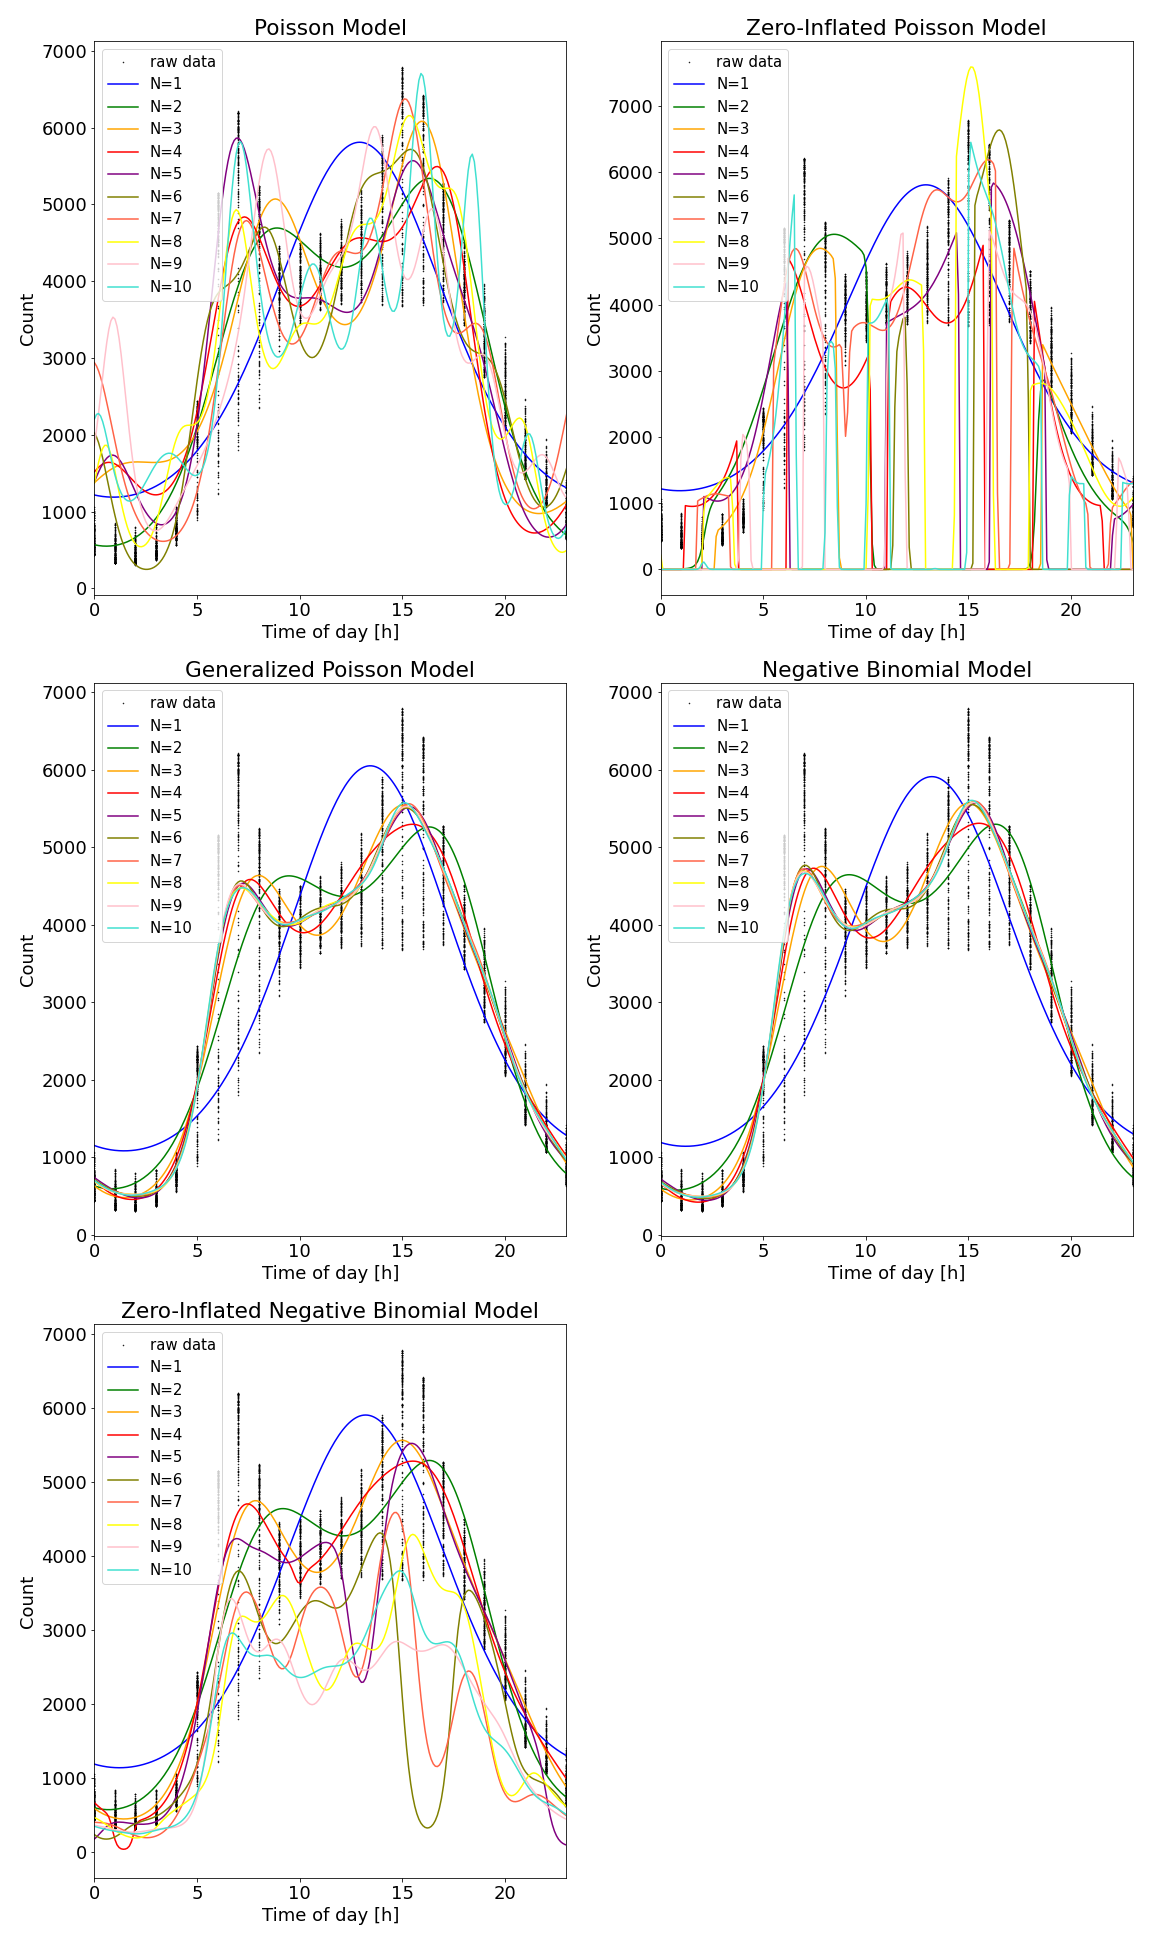 Poisson Model
7000
6000
5000
4000
3000
2000
1000
0
Count
raw data
N=1
N=2
N=3
N=4
N=5
N=6
N=7
N=8
N=9
N=10
0 5 10 15 20
Time of day [h]
Zero-Inflated Poisson Model
7000
6000
5000
4000
3000
2000
1000
0
Count
raw data
N=1
N=2
N=3
N=4
N=5
N=6
N=7
N=8
N=9
N=10
0 5 10 15 20
Time of day [h]
Generalized Poisson Model
7000
6000
5000
4000
3000
2000
1000
0
Count
raw data
N=1
N=2
N=3
N=4
N=5
N=6
N=7
N=8
N=9
N=10
0 5 10 15 20
Time of day [h]
Negative Binomial Model
7000
6000
5000
4000
3000
2000
1000
0
Count
raw data
N=1
N=2
N=3
N=4
N=5
N=6
N=7
N=8
N=9
N=10
0 5 10 15 20
Time of day [h]
Zero-Inflated Negative Binomial Model
7000
6000
5000
4000
3000
2000
1000
0
Count
raw data
N=1
N=2
N=3
N=4
N=5
N=6
N=7
N=8
N=9
N=10
0 5 10 15 20
Time of day [h]